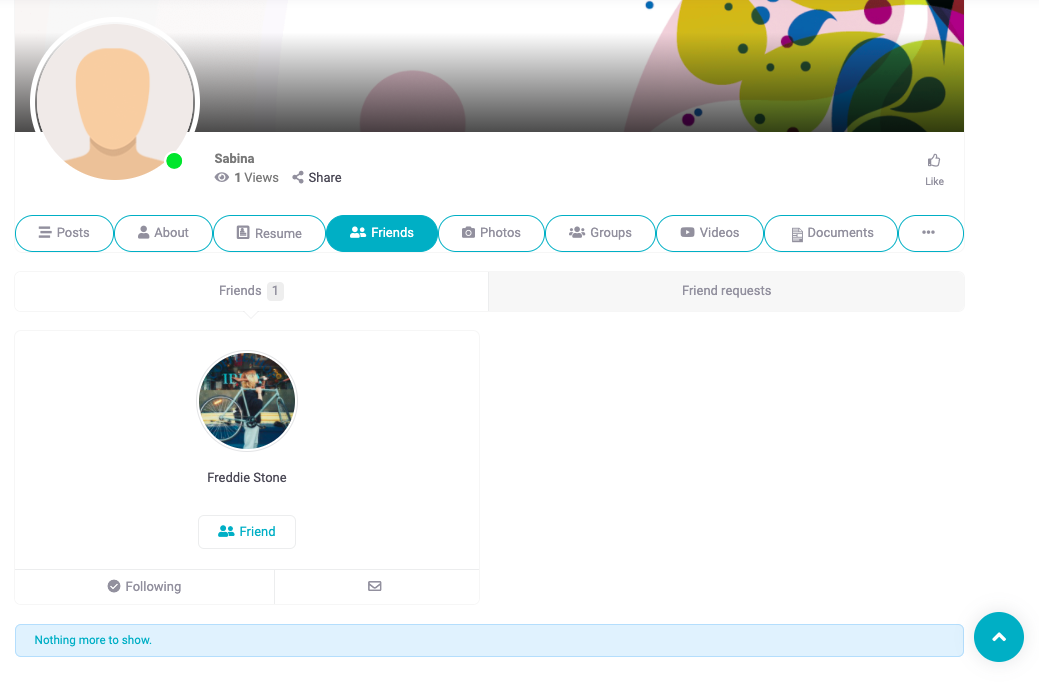 Sabina
1 Views Share
Like
Posts About Resume Friends Photos Groups Videos Documents
Friends 1 Friend requests
Freddie Stone
Friend
Following
Nothing more to show.